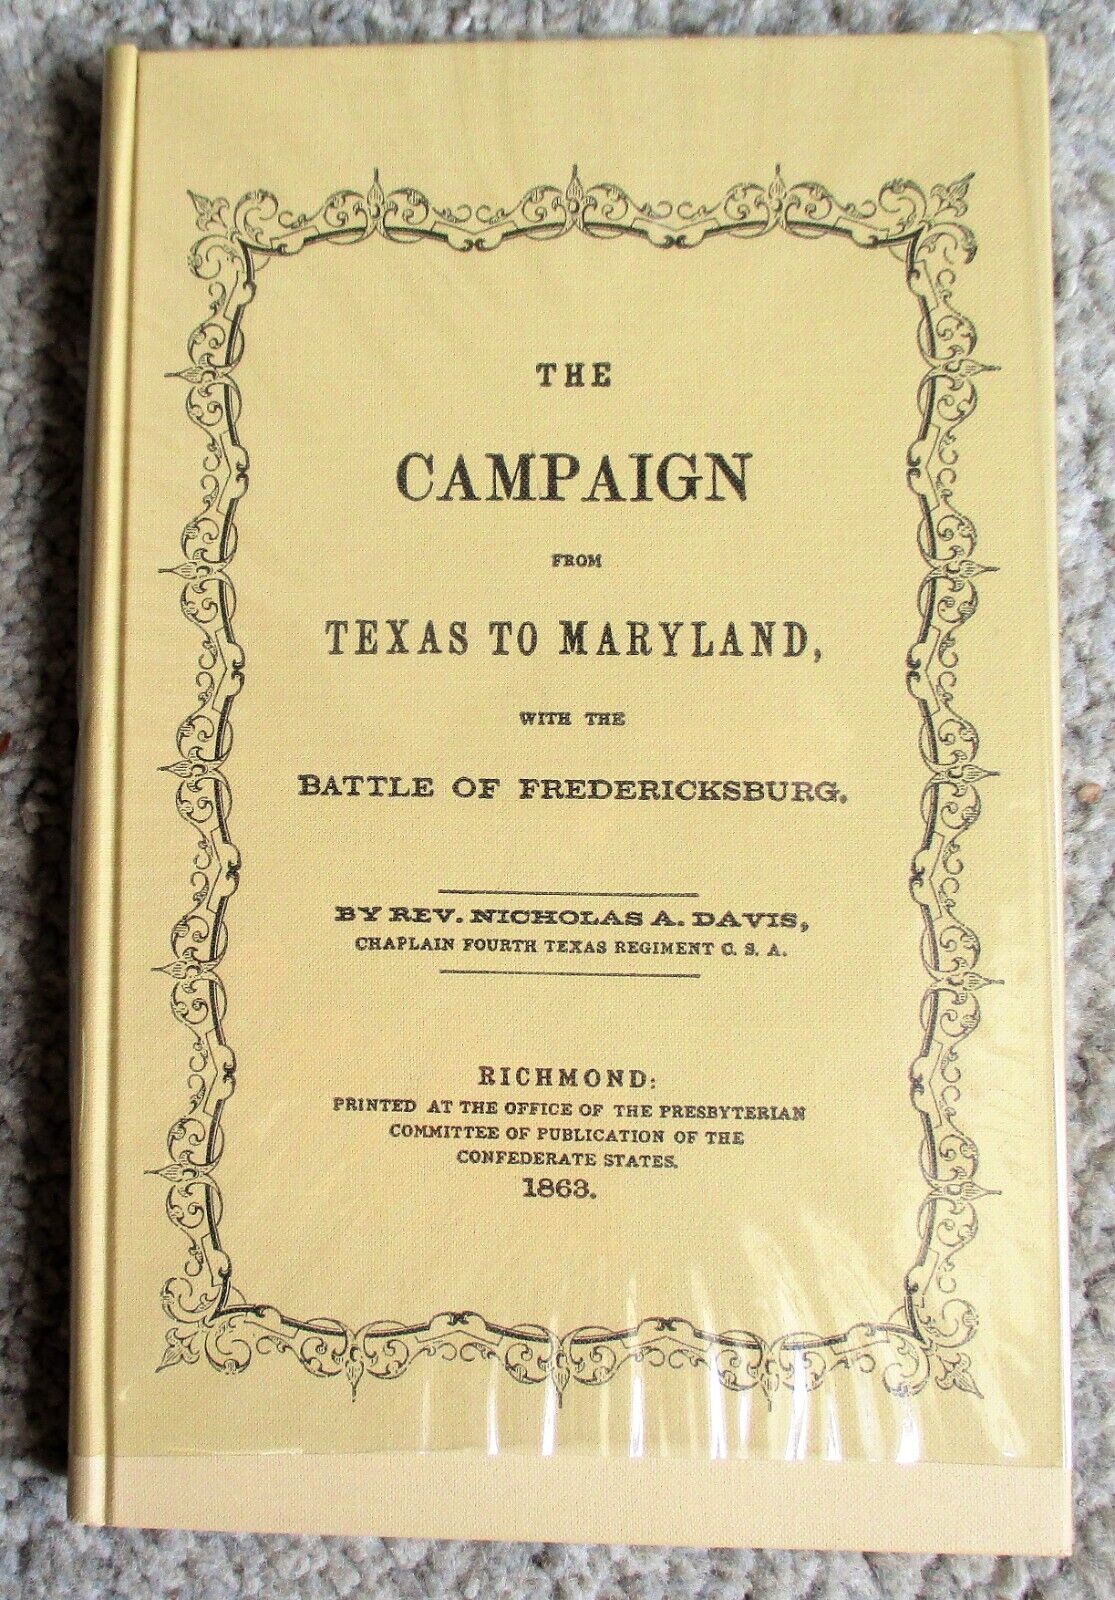 THE
CAMPAIGN
FROM
TEXAS TO MARYLAND,
WITH THE
BATTLE OF FREDERICKSBURG.
BY REV. NICHOLAS A. DAVIS,
CHAPLAIN FOURTH TEXAS REGIMENT C. S. A.
RICHMOND:
PRINTED AT THE OFFICE OF THE PRESBYTERIAN
COMMITTEE OF PUBLICATION OF THE
CONFEDERATE STATES.
1863.